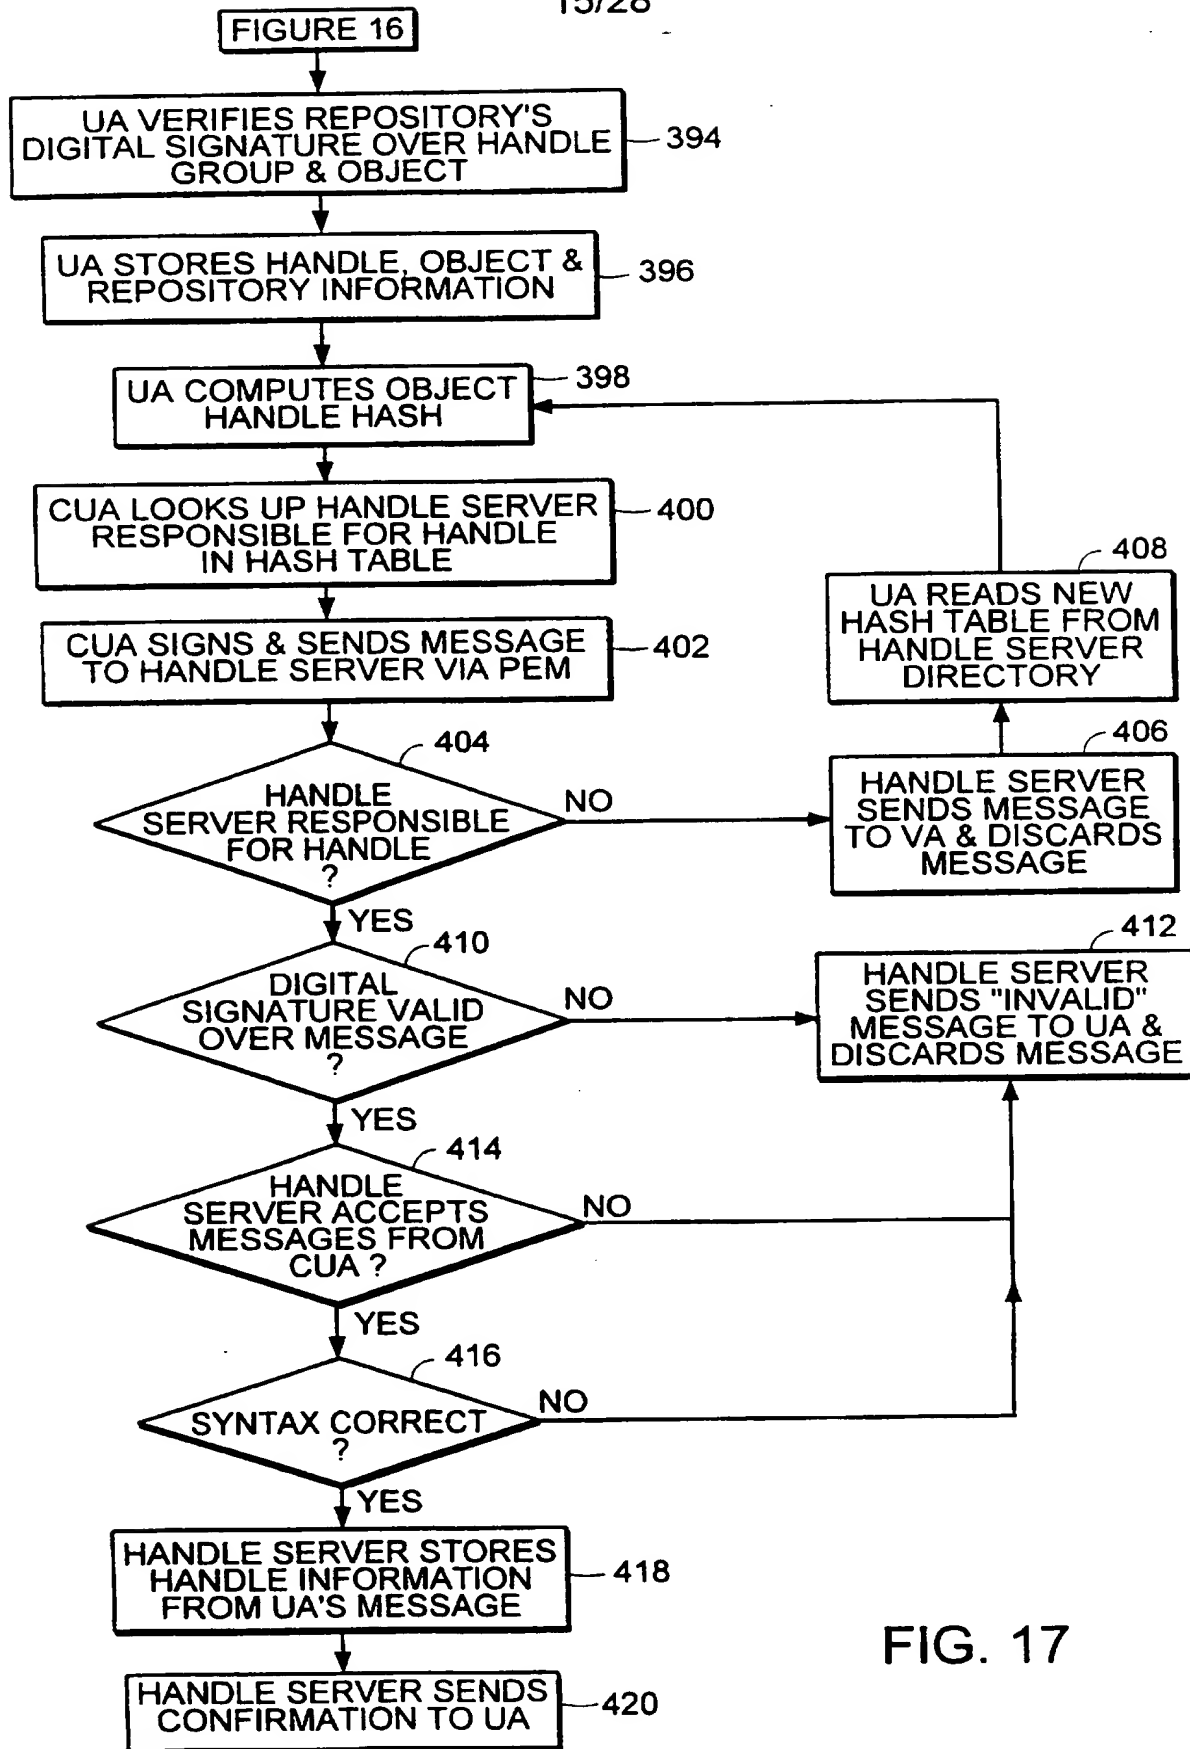 15/28
FIGURE 16
UA VERIFIES REPOSITORY'S
DIGITAL SIGNATURE OVER HANDLE
GROUP & OBJECT
394
UA STORES HANDLE, OBJECT &
REPOSITORY INFORMATION
396
UA COMPUTES OBJECT
HANDLE HASH
398
CUA LOOKS UP HANDLE SERVER
RESPONSIBLE FOR HANDLE
IN HASH TABLE
400
CUA SIGNS & SENDS MESSAGE
TO HANDLE SERVER VIA PEM
402
408
UA READS NEW
HASH TABLE FROM
HANDLE SERVER
DIRECTORY
404
HANDLE
SERVER RESPONSIBLE
FOR HANDLE
?
NO
YES
406
HANDLE SERVER
SENDS MESSAGE
TO VA & DISCARDS
MESSAGE
410
DIGITAL
SIGNATURE VALID
OVER MESSAGE
?
NO
YES
412
HANDLE SERVER
SENDS "INVALID"
MESSAGE TO UA &
DISCARDS MESSAGE
414
HANDLE
SERVER ACCEPTS
MESSAGES FROM
CUA ?
NO
YES
416
SYNTAX CORRECT
?
NO
YES
HANDLE SERVER STORES
HANDLE INFORMATION
FROM UA'S MESSAGE
418
HANDLE SERVER SENDS
CONFIRMATION TO UA
420
FIG. 17